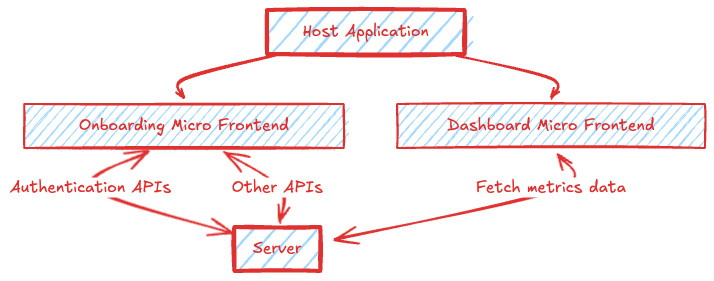 Host Application
Onboarding Micro Frontend
Dashboard Micro Frontend
Authentication APIs
Other APIs
Fetch metrics data
Server